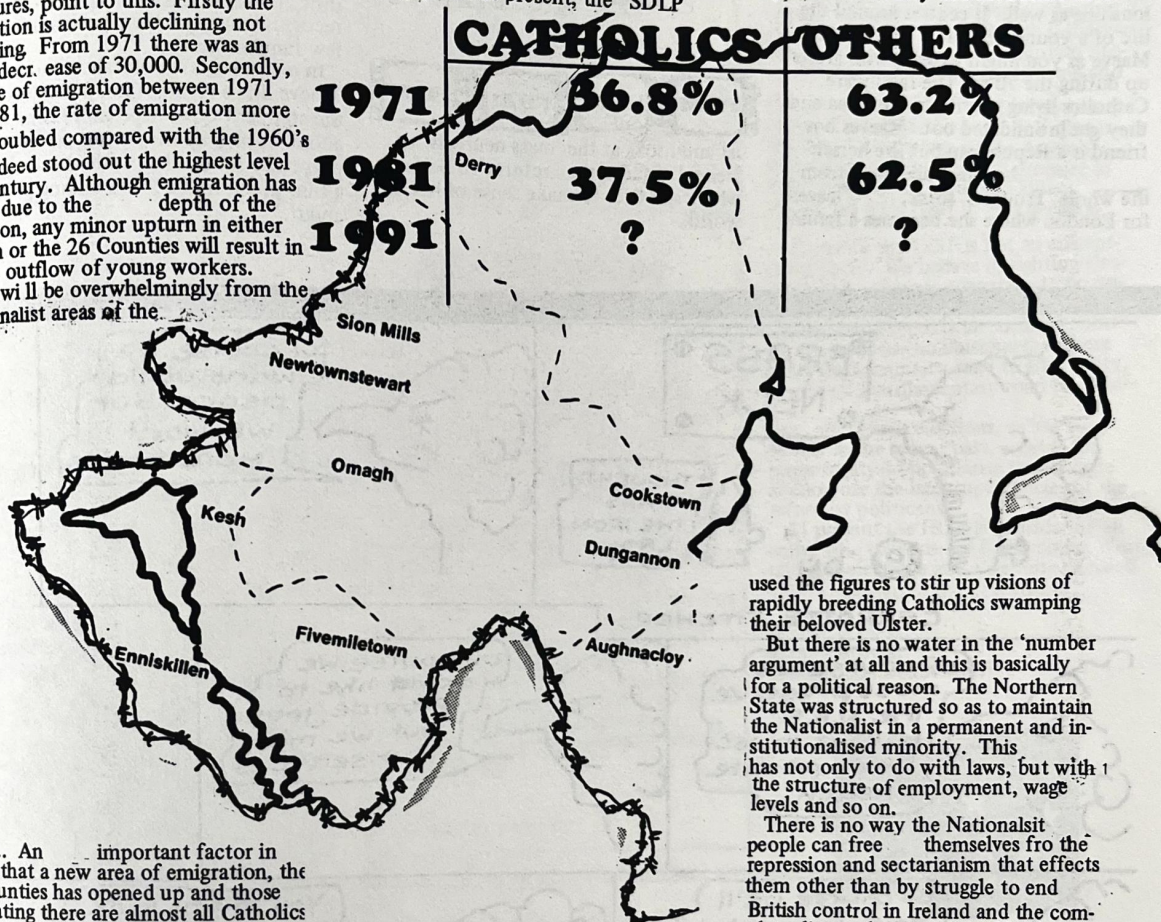 ures, point to this. Firstly the
tion is actually declining, not
ing. From 1971 there was an
decr. ease of 30,000. Secondly,
e of emigration between 1971
81, the rate of emigration more
oubled compared with the 1960's
deed stood out the highest level
ntury. Although emigration has
due to the depth of the
on, any minor upturn in either
n or the 26 Counties will result in
outflow of young workers.
wi ll be overwhelmingly from the
nalist areas of the
present, the SDLP
CATHOLICS OTHERS
1971 36.8% 63.2%
1981 37.5% 62.5%
1991 ? ?
Derry
Sion Mills
Newtownstewart
Omagh
Kesh
Cookstown
Dungannon
Fivemiletown
Aughnacloy
Enniskillen
. An important factor in
that a new area of emigration, the
unties has opened up and those
ating there are almost all Catholics
used the figures to stir up visions of
rapidly breeding Catholics swamping
their beloved Ulster.
But there is no water in the 'number
argument' at all and this is basically
for a political reason. The Northern
State was structured so as to maintain
the Nationalist in a permanent and in-
stitutionalised minority. This
has not only to do with laws, but with
the structure of employment, wage
levels and so on.
There is no way the Nationalsit
people can free themselves fro the
repression and sectarianism that effects
them other than by struggle to end
British control in Ireland and the com-